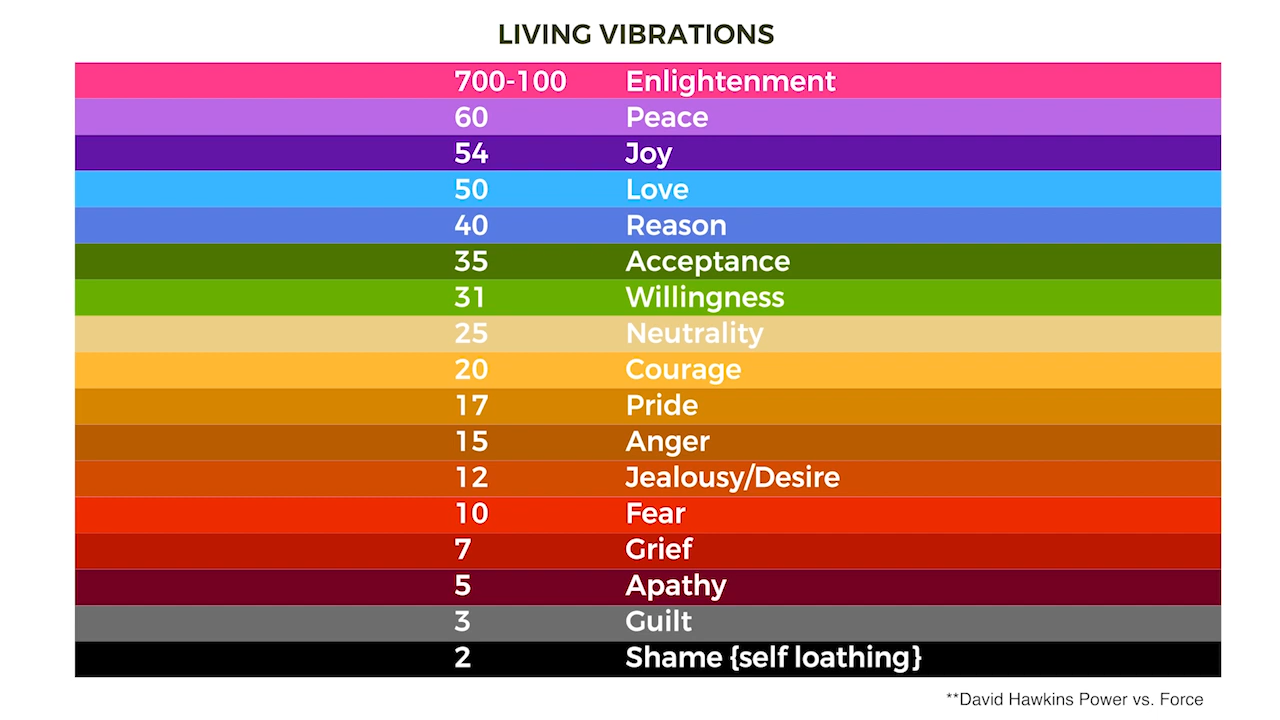 LIVING VIBRATIONS
700-100 Enlightenment
60 Peace
54 Joy
50 Love
40 Reason
35 Acceptance
31 Willingness
25 Neutrality
20 Courage
17 Pride
15 Anger
12 Jealousy/Desire
10 Fear
7 Grief
5 Apathy
3 Guilt
2 Shame {self loathing}
**David Hawkins Power vs. Force